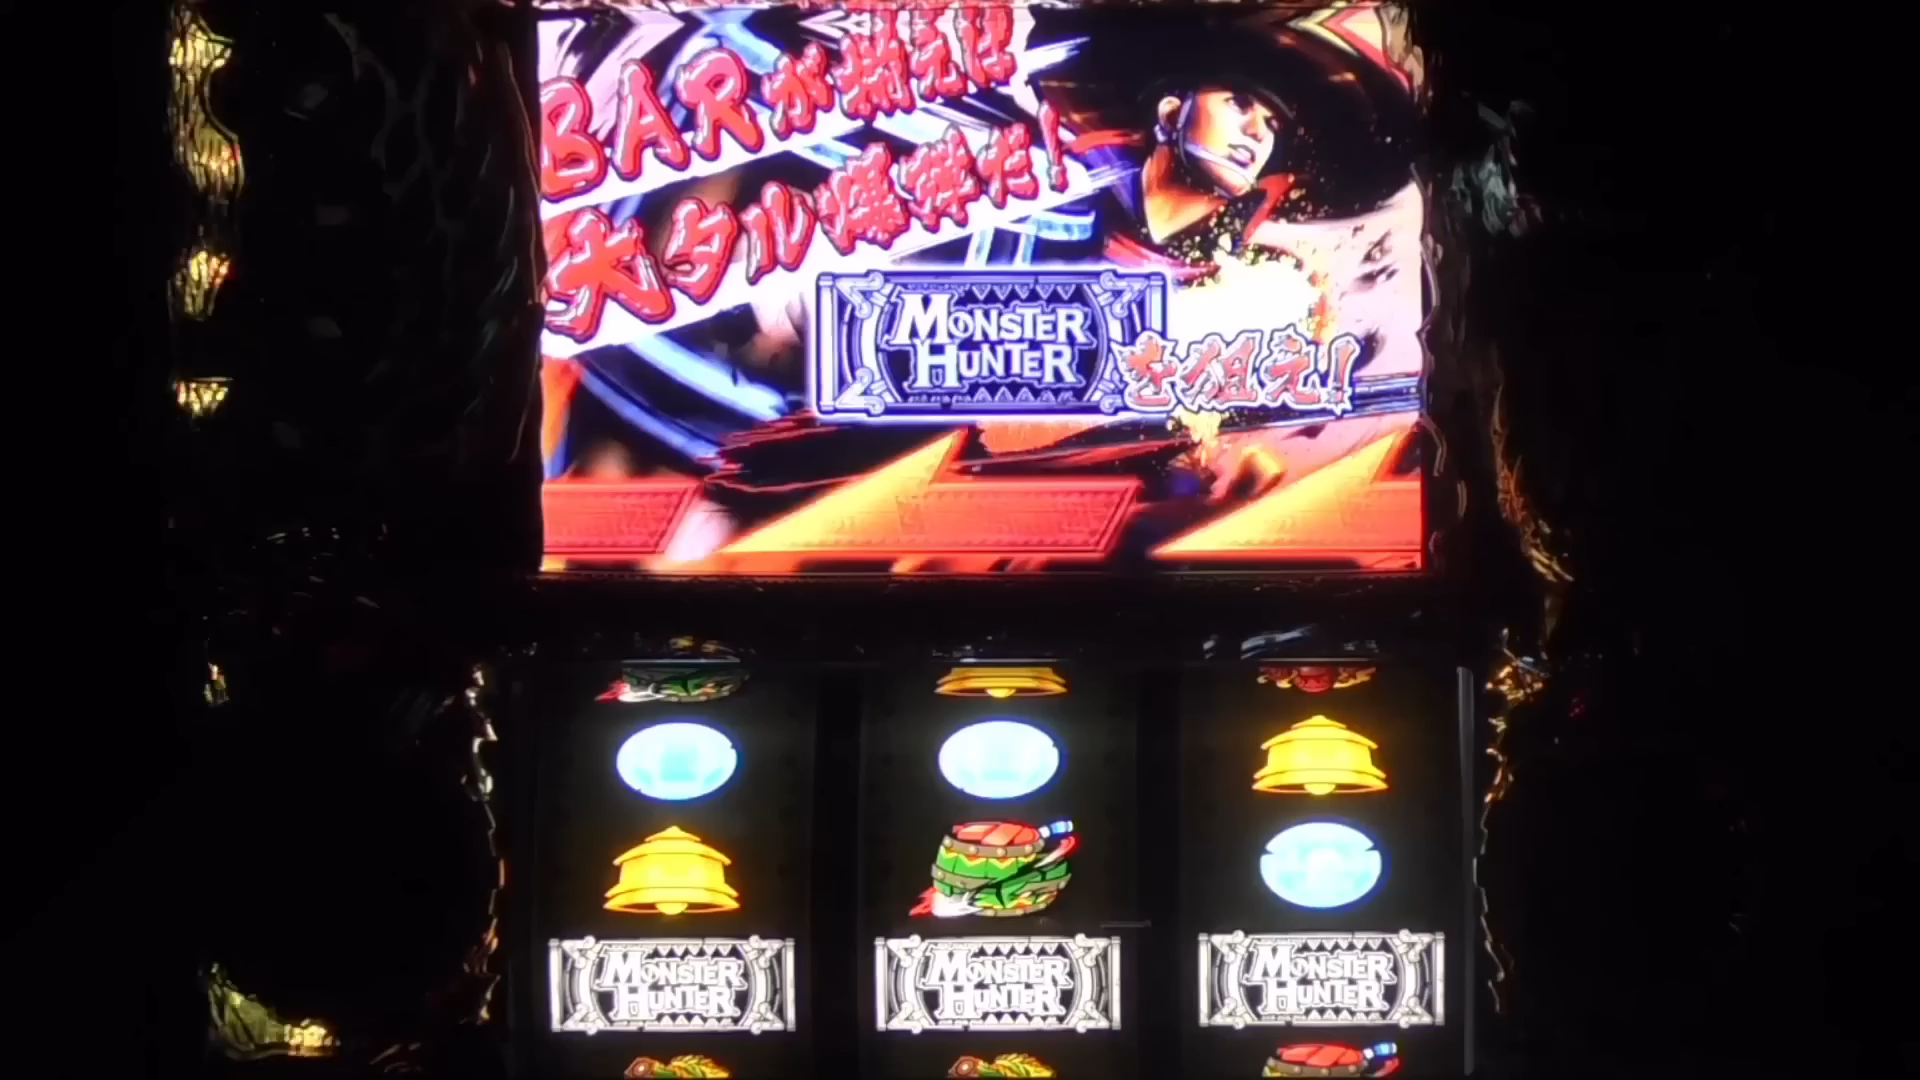 BARが揃えば
大タル爆弾だ!
MONSTER
HUNTER
を狙え!
MONSTER
HUNTER
MONSTER
HUNTER
MONSTER
HUNTER